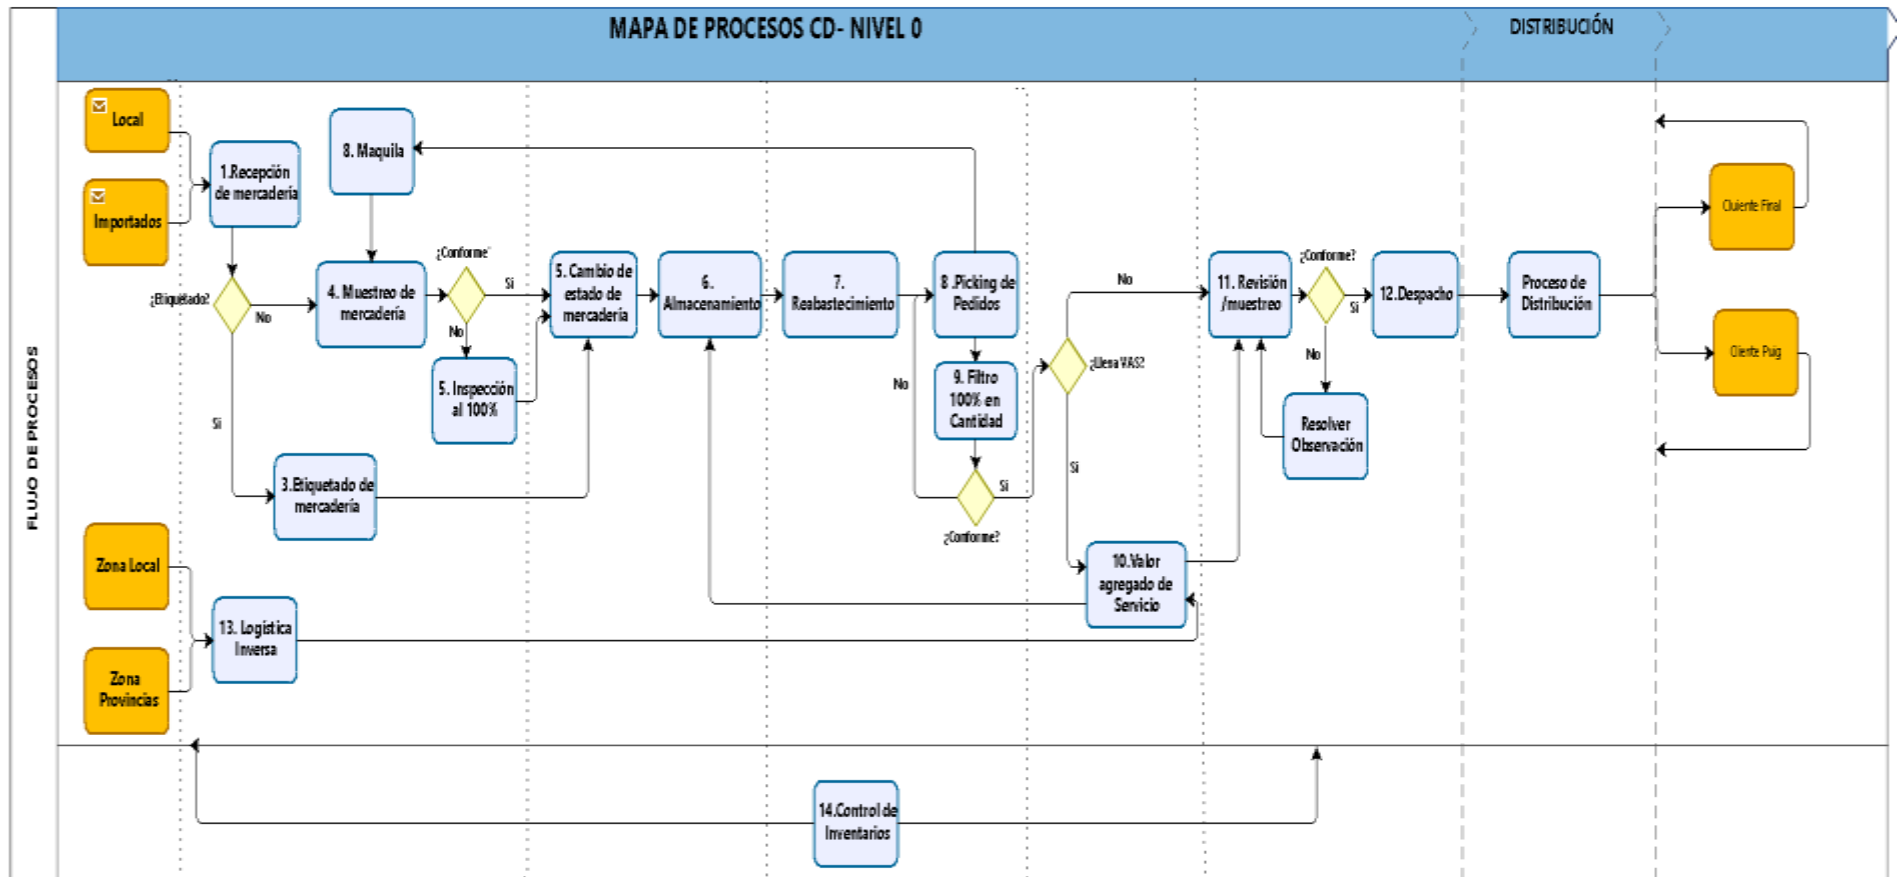 MAPA DE PROCESOS CD- NIVEL 0
DISTRIBUCIÓN
FLUJO DE PROCESOS
Local
Importados
1.Recepción
de mercadería
8. Maquila
¿Etiquetado?
No
Si
4. Muestreo de
mercadería
¿Conforme
Si
No
5. Inspección
al 100%
3.Etiquetado de
mercadería
5. Cambio de
estado de
mercadería
6.
Almacenamiento
7.
Reabastecimiento
8 .Picking de
Pedidos
9. Filtro
100% en
Cantidad
No
Si
¿Conforme?
¿Llena VAS?
No
Si
10.Valor
agregado de
Servicio
11. Revisión
/muestreo
¿Conforme?
Si
No
Resolver
Observación
12.Despacho
Proceso de
Distribución
Cluiente Final
Cliente Puig
Zona Local
Zona
Provincias
13. Logística
Inversa
14.Control de
Inventarios